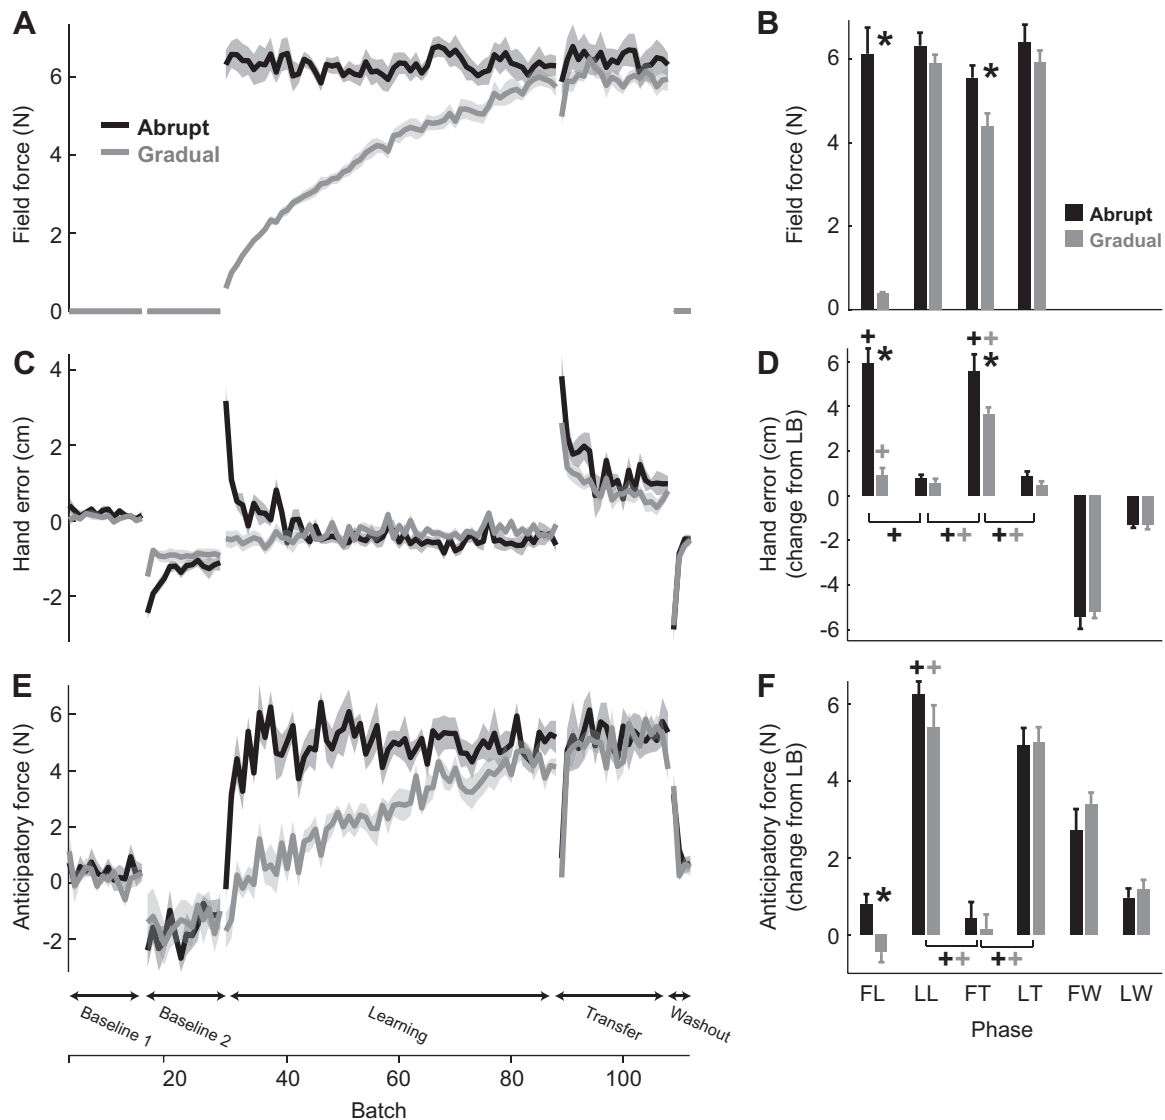 A
Field force (N)
6
4
2
0
Abrupt
Gradual
B
*
*
Field force (N)
6
4
2
0
Abrupt
Gradual
C
Hand error (cm)
4
2
0
-2
D
+
*
+
+ +
*
Hand error (cm)
(change from LB)
6
4
2
0
-2
-4
-6
+
+ +
+ +
E
Anticipatory force (N)
6
4
2
0
-2
Baseline 1
Baseline 2
Learning
Transfer
Washout
20
40
60
80
100
Batch
F
+ +
*
Anticipatory force (N)
(change from LB)
6
4
2
0
+ +
+ +
FL
LL
FT
LT
FW
LW
Phase